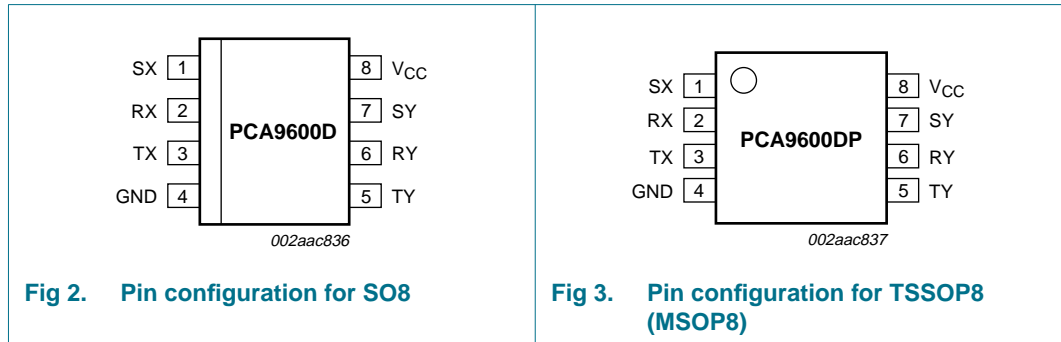 SX 1 8 VCC
RX 2 7 SY
PCA9600D
TX 3 6 RY
GND 4 5 TY
002aac836
Fig 2. Pin configuration for SO8
SX 1 8 VCC
RX 2 7 SY
PCA9600DP
TX 3 6 RY
GND 4 5 TY
002aac837
Fig 3. Pin configuration for TSSOP8
(MSOP8)